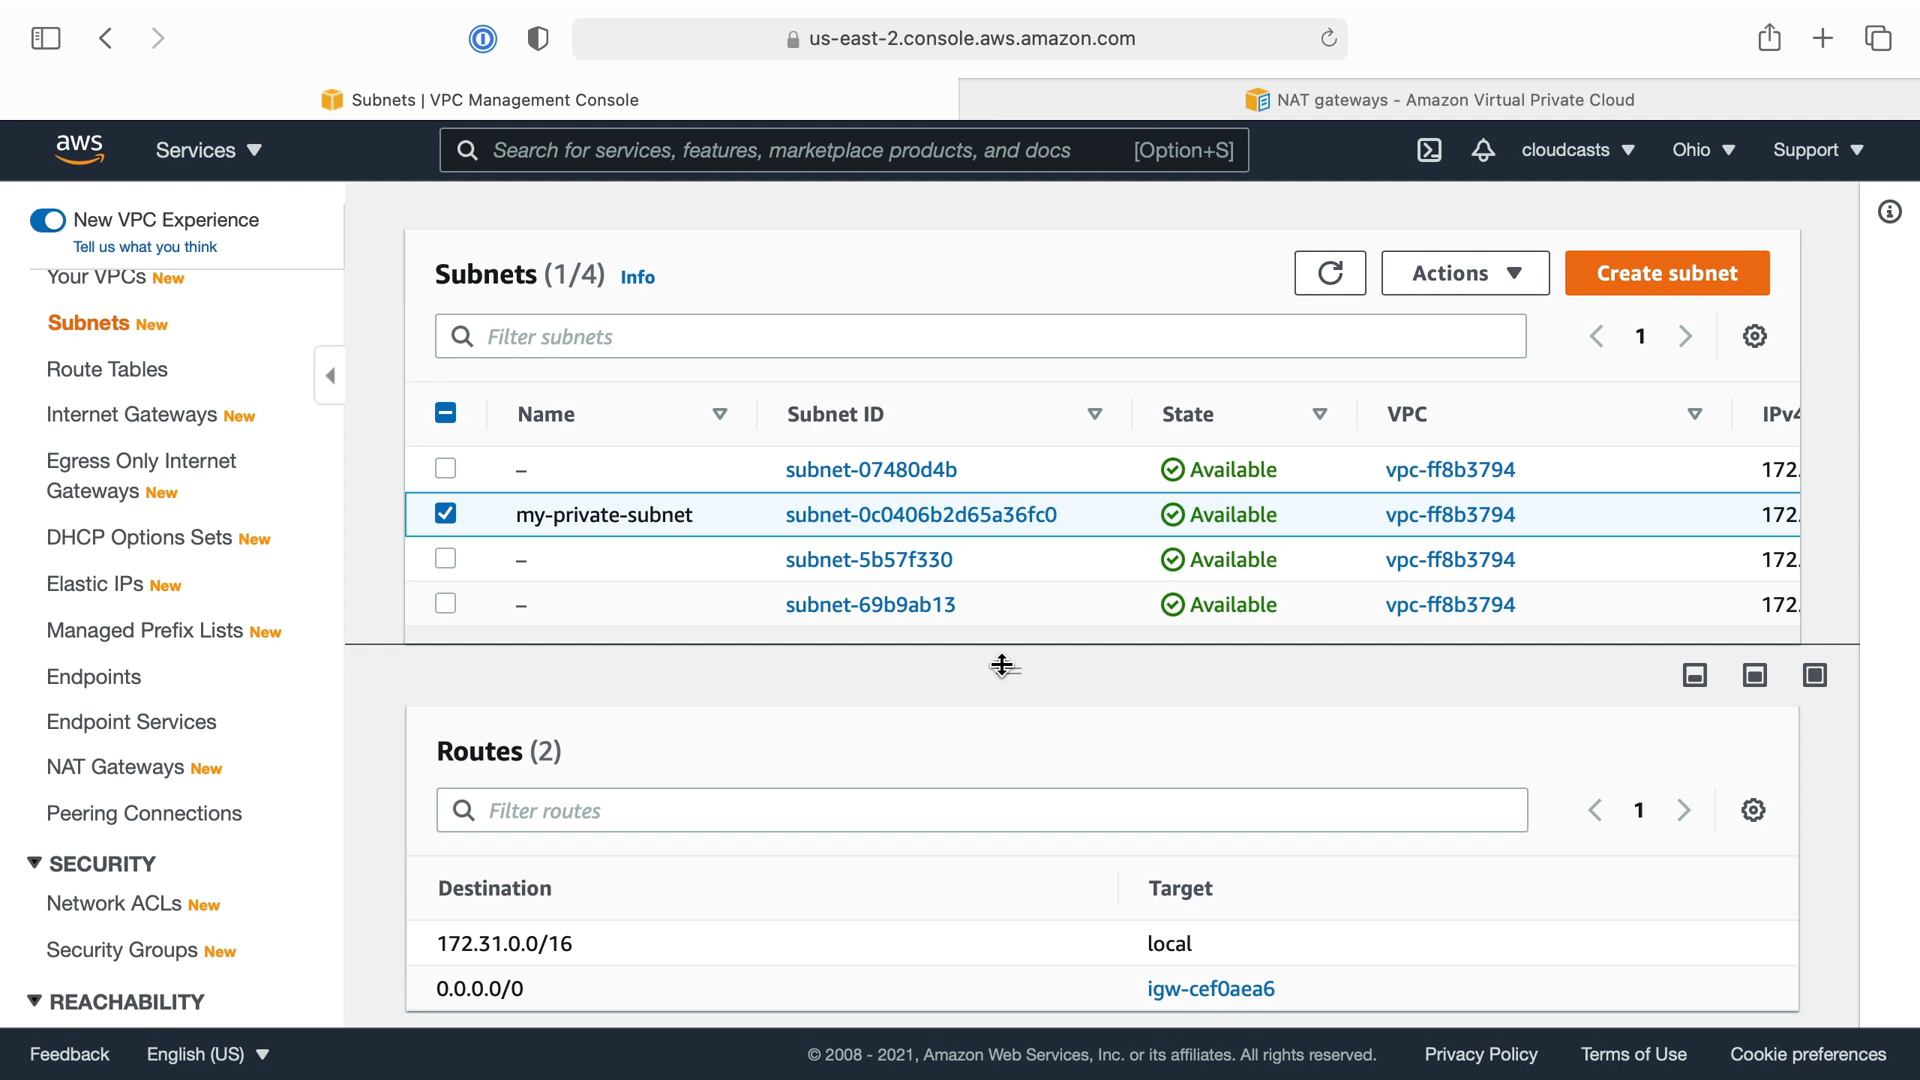 us-east-2.console.aws.amazon.com
Subnets | VPC Management Console
NAT gateways - Amazon Virtual Private Cloud
aws
Services
Search for services, features, marketplace products, and docs
[Option+S]
cloudcasts
Ohio
Support
New VPC Experience
Tell us what you think
Your VPCs New
Subnets New
Route Tables
Internet Gateways New
Egress Only Internet
Gateways New
DHCP Options Sets New
Elastic IPs New
Managed Prefix Lists New
Endpoints
Endpoint Services
NAT Gateways New
Peering Connections
SECURITY
Network ACLs New
Security Groups New
REACHABILITY
Subnets (1/4) Info
Actions
Create subnet
Filter subnets
1
Name Subnet ID State VPC IPv4
– subnet-07480d4b Available vpc-ff8b3794 172.
my-private-subnet subnet-0c0406b2d65a36fc0 Available vpc-ff8b3794 172.
– subnet-5b57f330 Available vpc-ff8b3794 172.
– subnet-69b9ab13 Available vpc-ff8b3794 172.
Routes (2)
Filter routes
1
Destination Target
172.31.0.0/16 local
0.0.0.0/0 igw-cef0aea6
Feedback
English (US)
© 2008 - 2021, Amazon Web Services, Inc. or its affiliates. All rights reserved.
Privacy Policy
Terms of Use
Cookie preferences